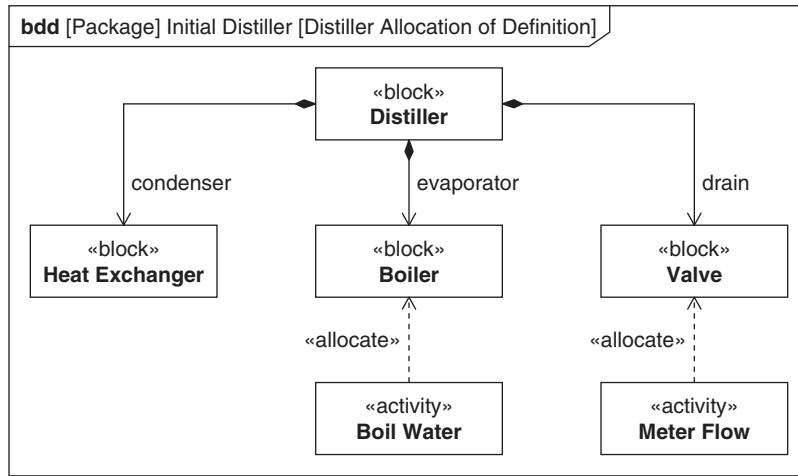 bdd [Package] Initial Distiller [Distiller Allocation of Definition]
«block»
Distiller
condenser
evaporator
drain
«block»
Heat Exchanger
«block»
Boiler
«block»
Valve
«allocate»
«allocate»
«activity»
Boil Water
«activity»
Meter Flow